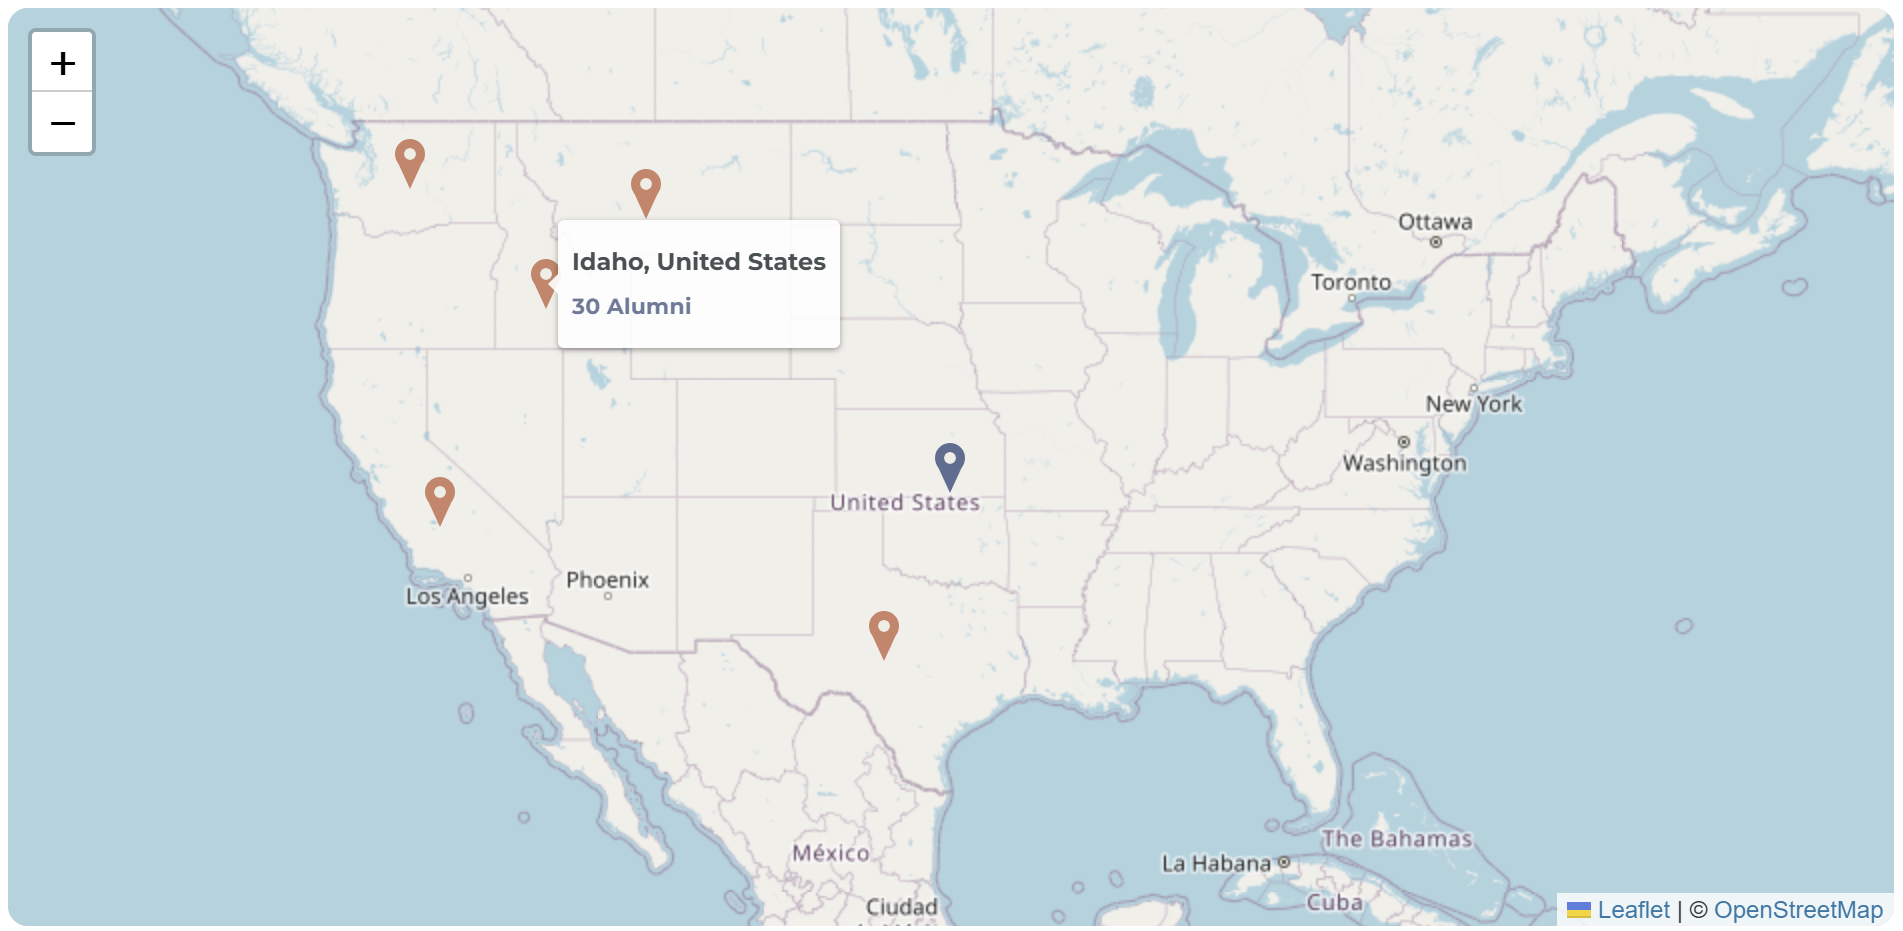 +
−
Ottawa
Toronto
Idaho, United States
30 Alumni
New York
Washington
United States
Phoenix
Los Angeles
The Bahamas
México
La Habana
Cuba
Ciudad
Leaflet | © OpenStreetMap